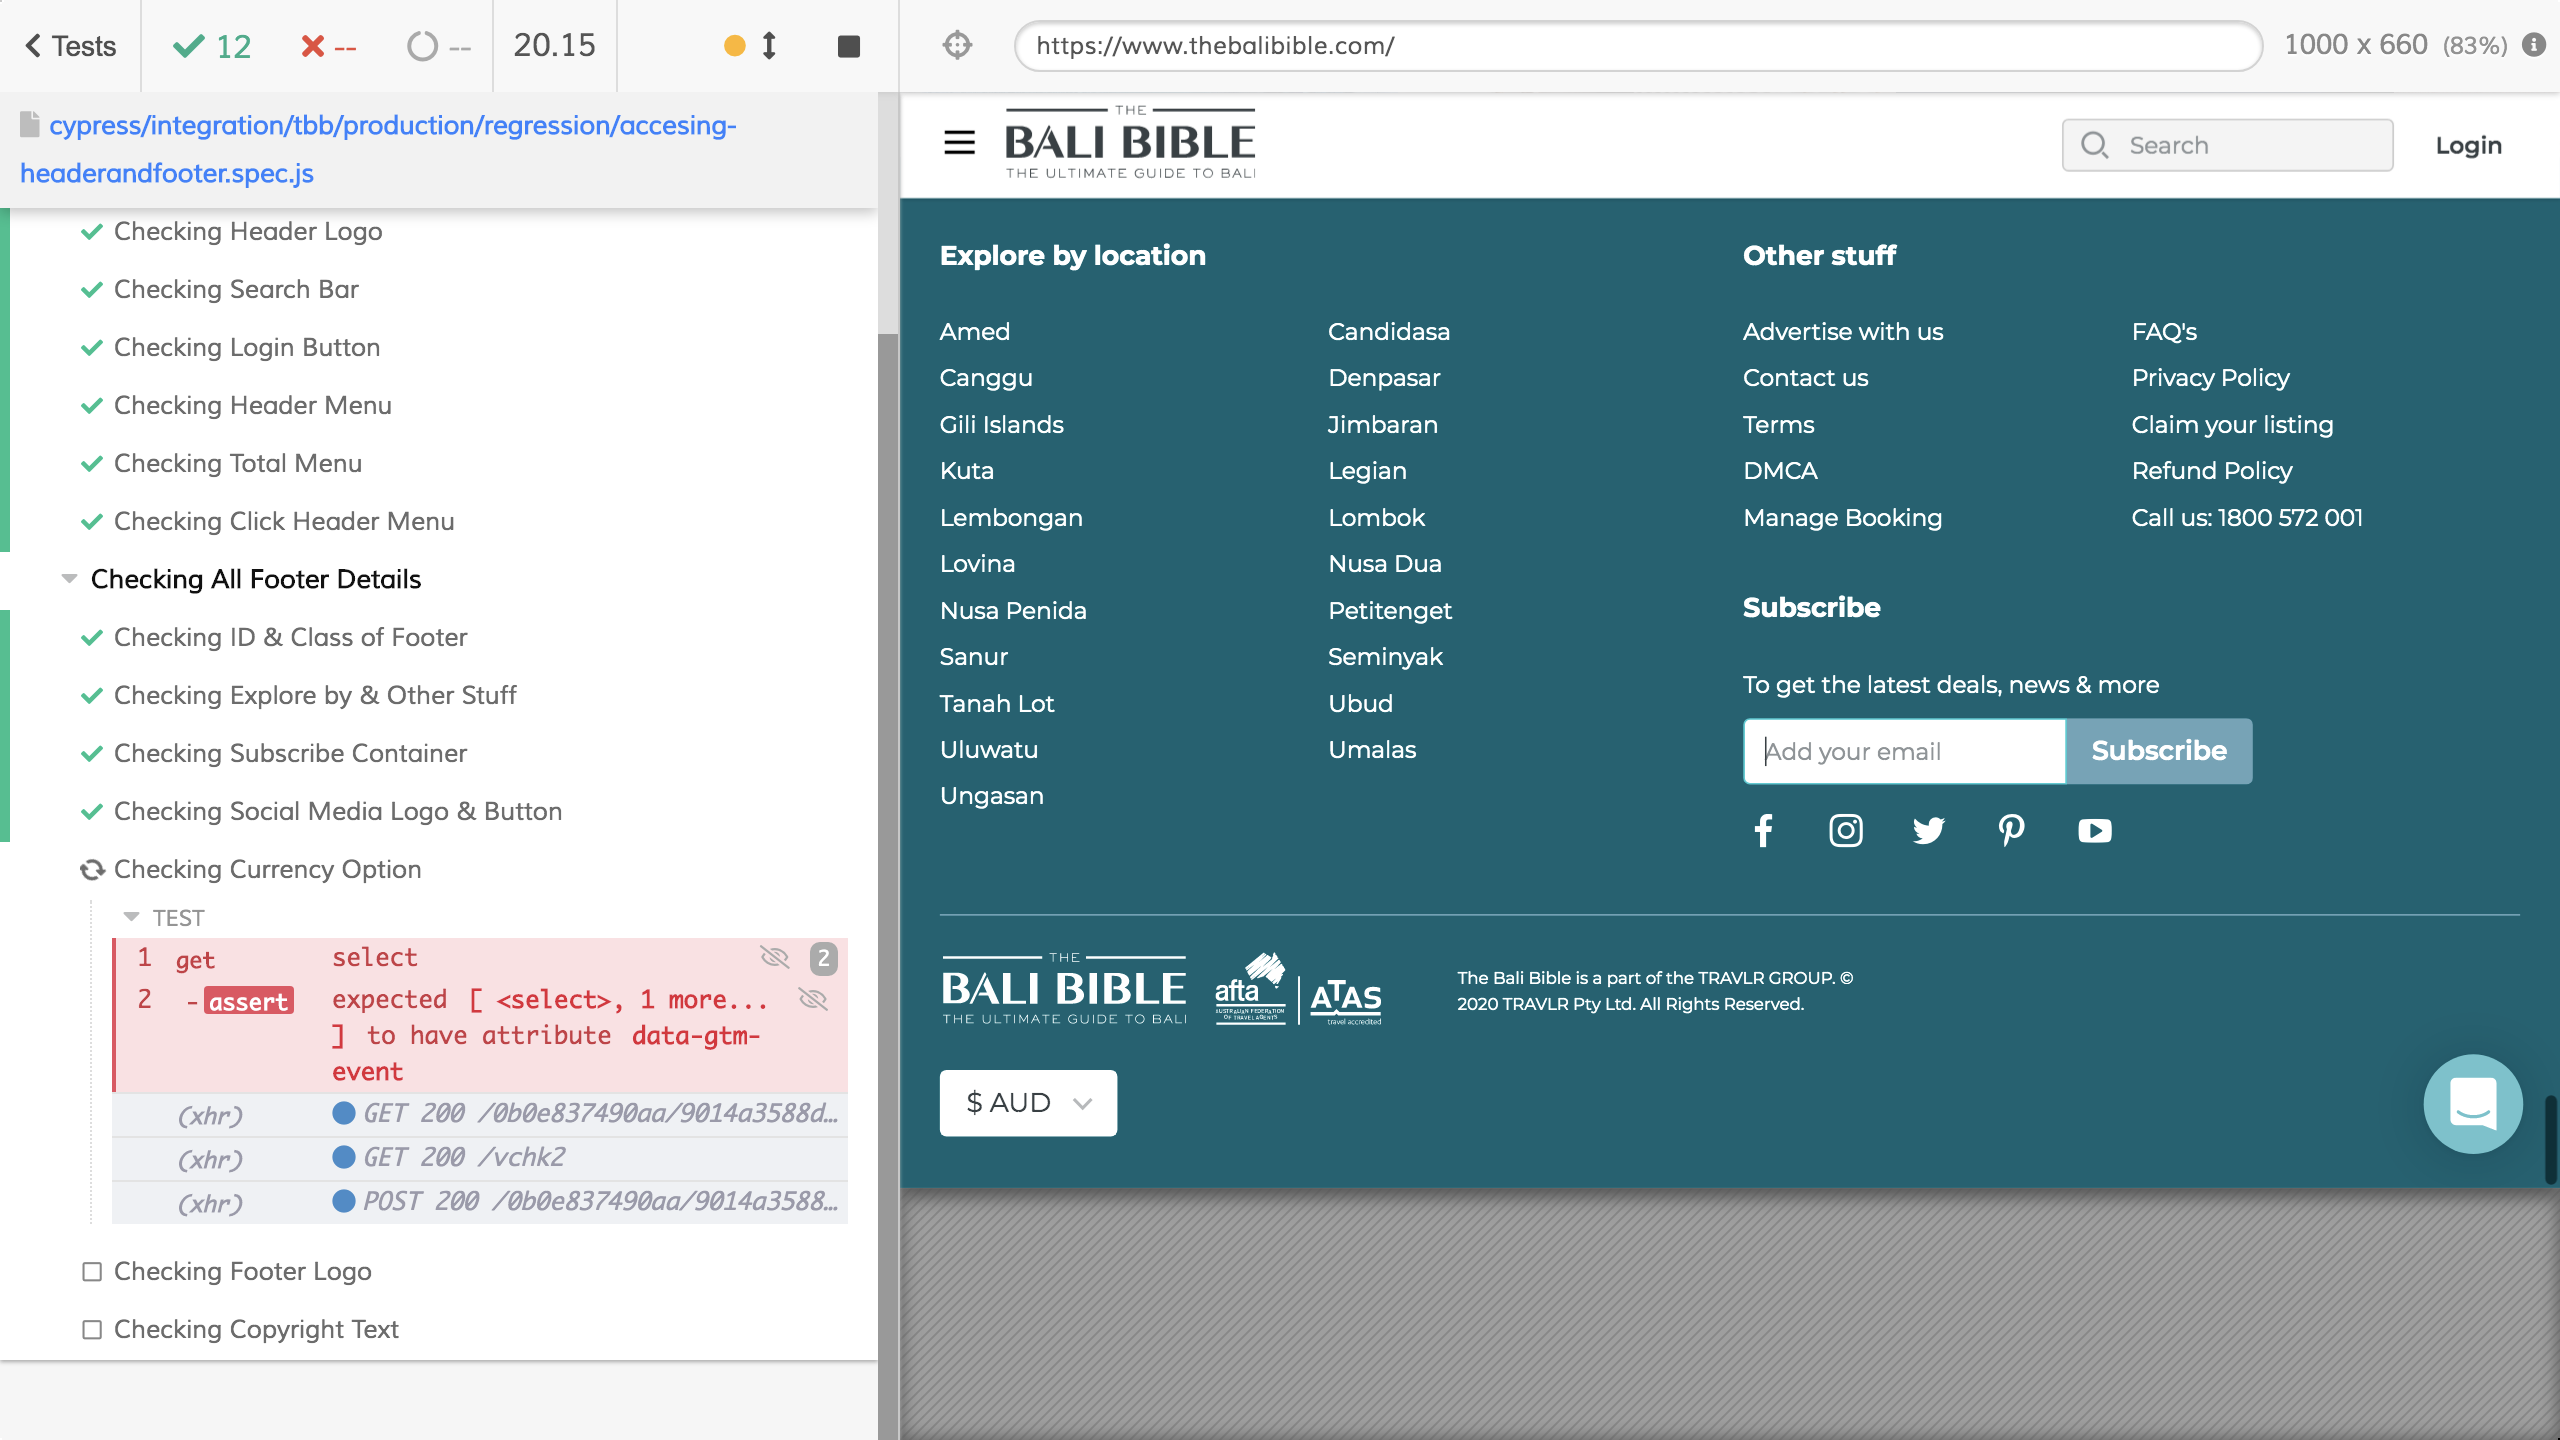 Tests
12
--
--
20.15
https://www.thebalibible.com/
1000 x 660 (83%)
cypress/integration/tbb/production/regression/accesing-
headerandfooter.spec.js
Checking Header Logo
Checking Search Bar
Checking Login Button
Checking Header Menu
Checking Total Menu
Checking Click Header Menu
Checking All Footer Details
Checking ID & Class of Footer
Checking Explore by & Other Stuff
Checking Subscribe Container
Checking Social Media Logo & Button
Checking Currency Option
TEST
1 get select 2
2 -assert expected [ <select>, 1 more...
] to have attribute data-gtm-
event
(xhr) GET 200 /0b0e837490aa/9014a3588d…
(xhr) GET 200 /vchk2
(xhr) POST 200 /0b0e837490aa/9014a3588…
Checking Footer Logo
Checking Copyright Text
THE
BALI BIBLE
THE ULTIMATE GUIDE TO BALI
Search
Login
Explore by location
Amed
Canggu
Gili Islands
Kuta
Lembongan
Lovina
Nusa Penida
Sanur
Tanah Lot
Uluwatu
Ungasan
Candidasa
Denpasar
Jimbaran
Legian
Lombok
Nusa Dua
Petitenget
Seminyak
Ubud
Umalas
Other stuff
Advertise with us
Contact us
Terms
DMCA
Manage Booking
FAQ's
Privacy Policy
Claim your listing
Refund Policy
Call us: 1800 572 001
Subscribe
To get the latest deals, news & more
Add your email
Subscribe
THE
BALI BIBLE
THE ULTIMATE GUIDE TO BALI
afta
AUSTRALIAN FEDERATION
OF TRAVEL AGENTS
ATAS
travel accredited
The Bali Bible is a part of the TRAVLR GROUP. ©
2020 TRAVLR Pty Ltd. All Rights Reserved.
$ AUD